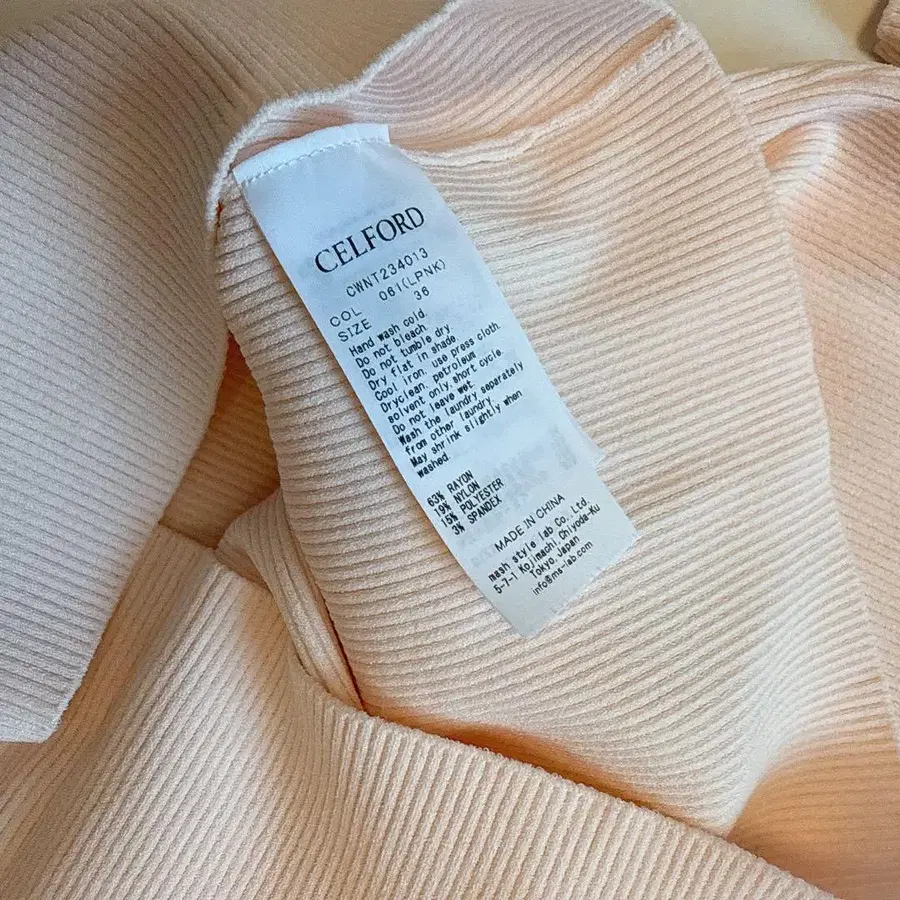 CELFORD
CWNT234013
COL 061(LPNK)
SIZE 36
Hand wash cold.
Do not bleach.
Do not tumble dry.
Dry flat in shade.
Cool iron, use press cloth.
Dryclean, petroleum
solvent only,short cycle.
Do not leave wet.
Wash the laundry separately
from other laundry.
May shrink slightly when
washed.
63% RAYON
19% NYLON
15% POLYESTER
3% SPANDEX
MADE IN CHINA
mash style lab Co.,Ltd.
5-7-1 Kojimachi, Chiyoda-Ku
Tokyo, Japan
info@ms-lab.com